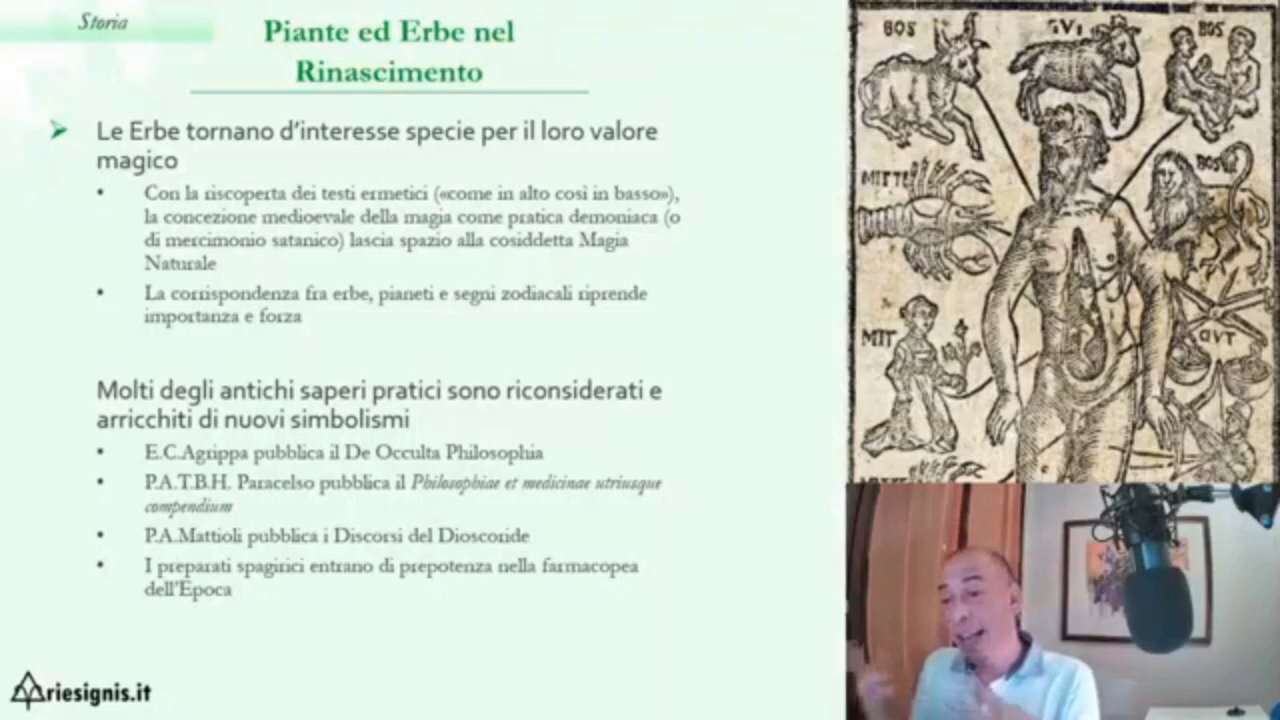 Storia
Piante ed Erbe nel
Rinascimento
Le Erbe tornano d'interesse specie per il loro valore
magico
• Con la riscoperta dei testi ermetici («come in alto così in basso»),
la concezione medioevale della magia come pratica demoniaca (o
di mercimonio satanico) lascia spazio alla cosiddetta Magia
Naturale
• La corrispondenza fra erbe, pianeti e segni zodiacali riprende
importanza e forza
Molti degli antichi saperi pratici sono riconsiderati e
arricchiti di nuovi simbolismi
• E.C.Agrippa pubblica il De Occulta Philosophia
• P.A.T.B.H. Paracelso pubblica il Philosophiae et medicinae utriusque
compendium
• P.A.Mattioli pubblica i Discorsi del Dioscoride
• I preparati spagirici entrano di prepotenza nella farmacopea
dell'Epoca
riesignis.it
BOS
BOS
MITTE
BOS
MIT